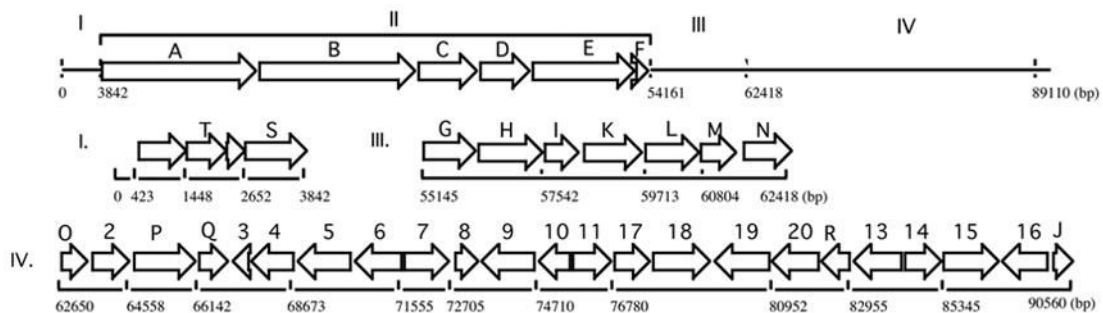 I II III IV
A B C D E F
0 3842 54161 62418 89110 (bp)
I. T S III. G H I K L M N
0 423 1448 2652 3842 55145 57542 59713 60804 62418 (bp)
O 2 P Q 3 4 5 6 7 8 9 10 11 17 18 19 20 R 13 14 15 16 J
IV.
62650 64558 66142 68673 71555 72705 74710 76780 80952 82955 85345 90560 (bp)